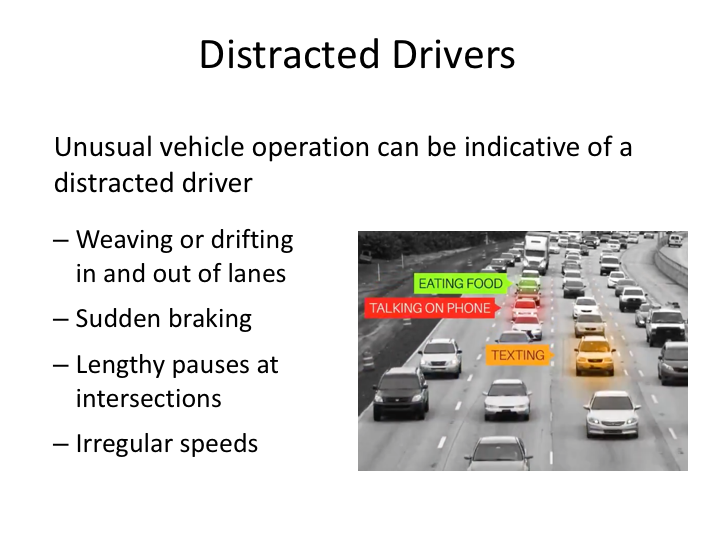 Distracted Drivers
Unusual vehicle operation can be indicative of a
distracted driver
– Weaving or drifting
in and out of lanes
– Sudden braking
– Lengthy pauses at
intersections
– Irregular speeds
EATING FOOD
TALKING ON PHONE
TEXTING